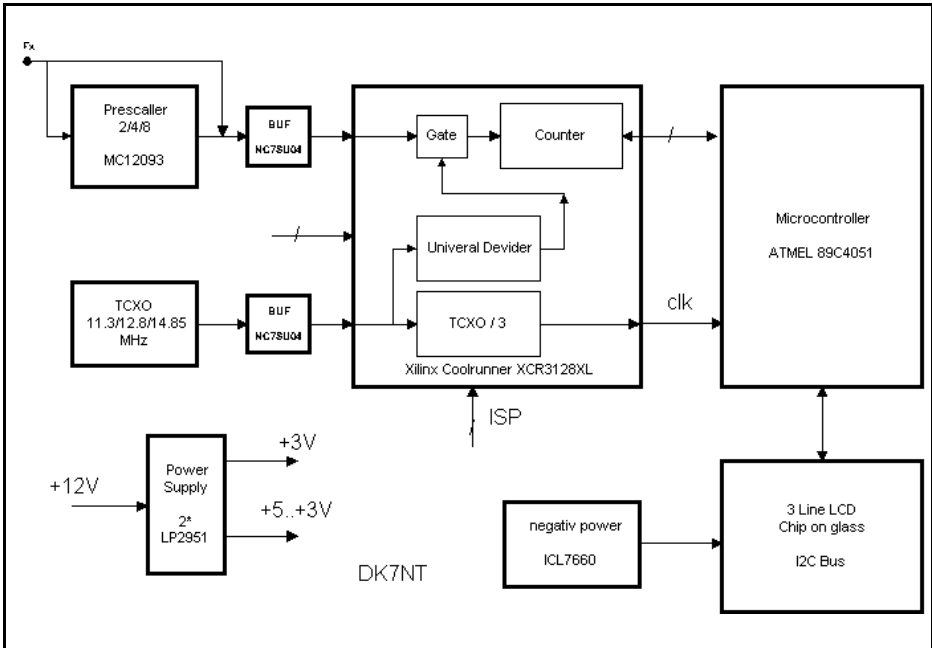 Fx
Prescaller
2/4/8
MC12093
BUF
NC7SU04
Gate
Counter
Microcontroller
ATMEL 89C4051
Univeral Devider
TCXO
11.3/12.8/14.85
MHz
BUF
NC7SU04
TCXO / 3
clk
Xilinx Coolrunner XCR3128XL
ISP
+3V
+12V
Power
Supply
2*
LP2951
+5..+3V
negativ power
ICL7660
3 Line LCD
Chip on glass
I2C Bus
DK7NT